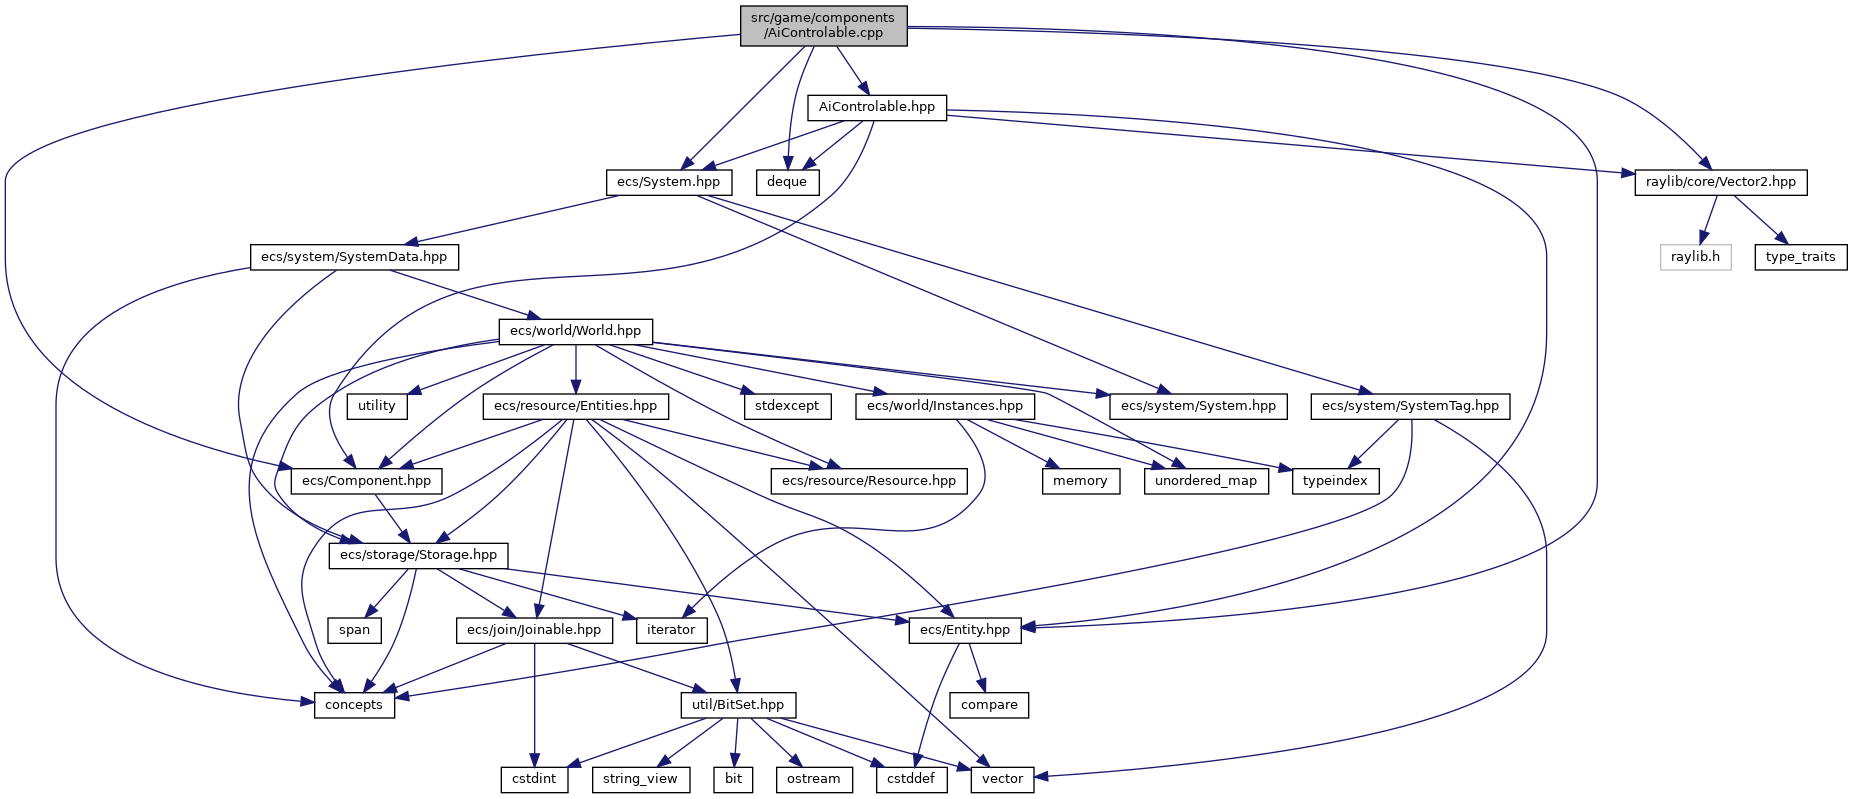 src/game/components
/AiControlable.cpp
AiControlable.hpp
ecs/System.hpp
deque
raylib/core/Vector2.hpp
ecs/system/SystemData.hpp
raylib.h
type_traits
ecs/world/World.hpp
utility
ecs/resource/Entities.hpp
stdexcept
ecs/world/Instances.hpp
ecs/system/System.hpp
ecs/system/SystemTag.hpp
ecs/Component.hpp
ecs/resource/Resource.hpp
memory
unordered_map
typeindex
ecs/storage/Storage.hpp
span
ecs/join/Joinable.hpp
iterator
ecs/Entity.hpp
concepts
util/BitSet.hpp
compare
cstdint
string_view
bit
ostream
cstddef
vector